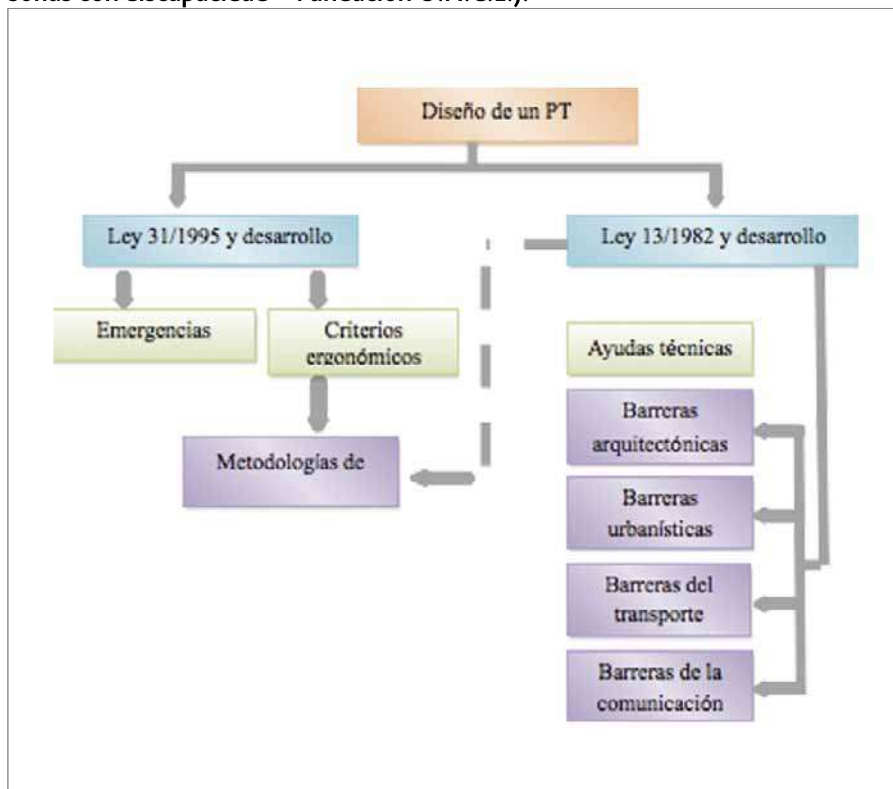 Diseño de un PT
Ley 31/1995 y desarrollo
Ley 13/1982 y desarrollo
Emergencias
Criterios
ergonómicos
Ayudas técnicas
Metodologías de
Barreras
arquitectónicas
Barreras
urbanísticas
Barreras del
transporte
Barreras de la
comunicación